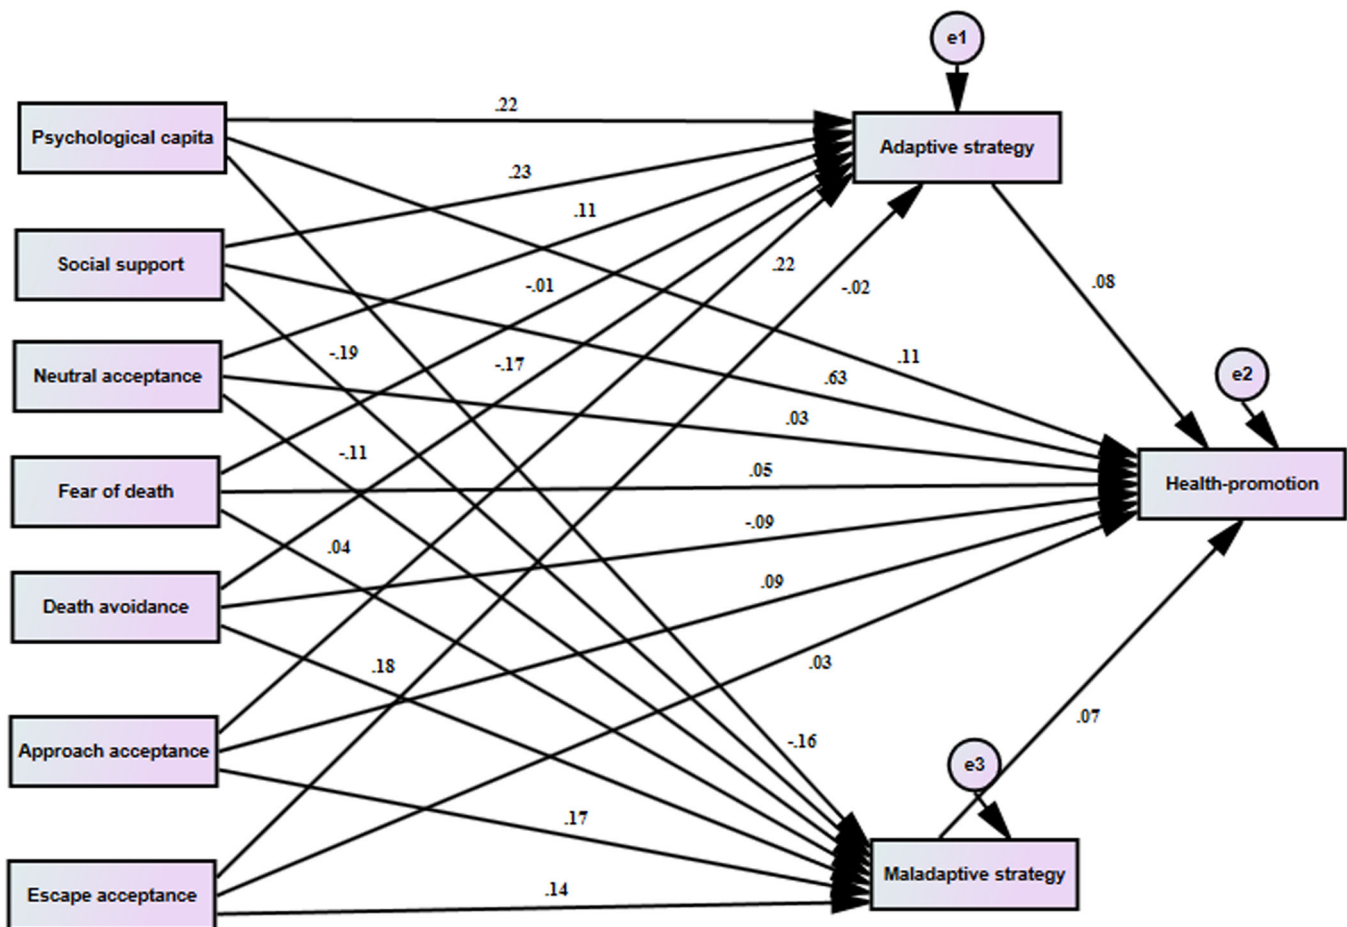 e1
Psychological capita
.22
Adaptive strategy
.23
.11
Social support
.22
-.01
-.02
.08
-.19
-.17
.11
Neutral acceptance
.63
e2
.03
-.11
.05
Fear of death
Health-promotion
-.09
.04
.09
Death avoidance
.18
.03
.07
-.16
Approach acceptance
e3
.17
Maladaptive strategy
.14
Escape acceptance